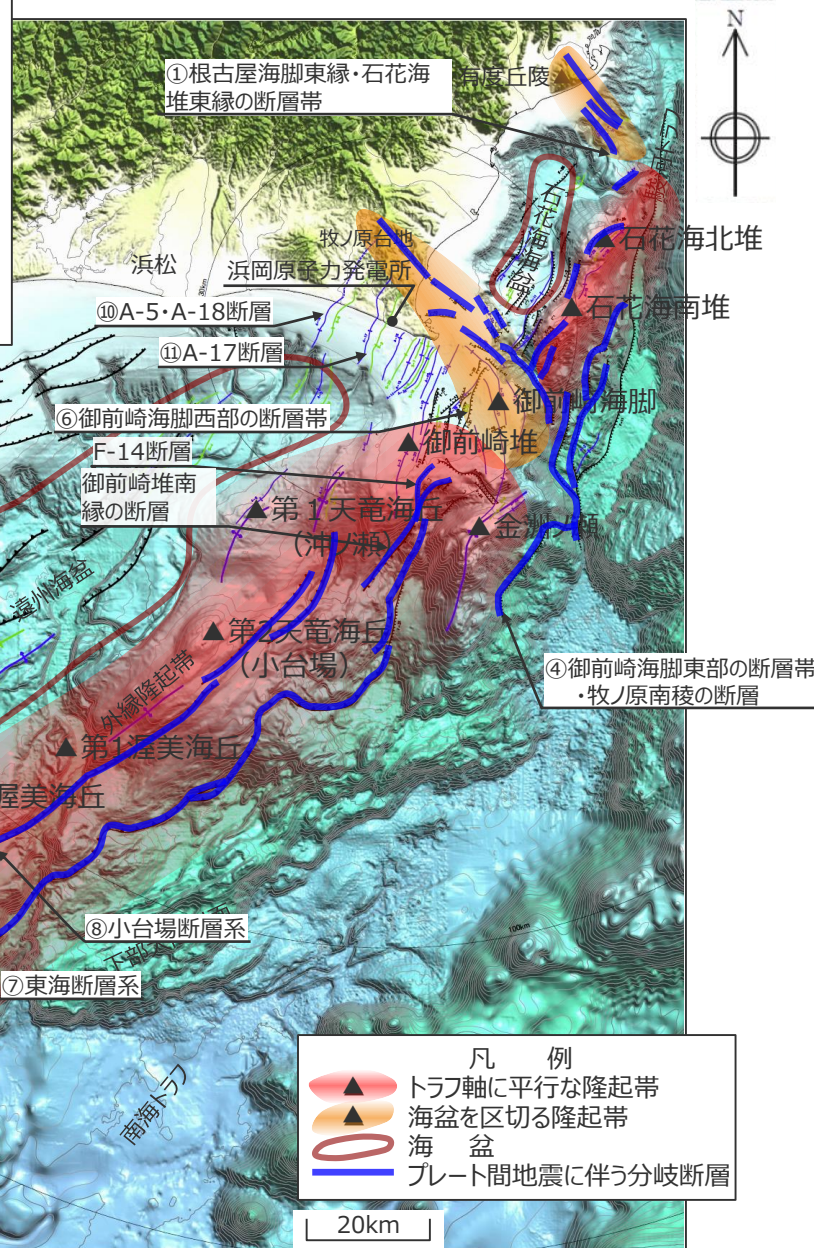 N
①根古屋海脚東縁・石花海
堆東縁の断層帯
有度丘陵
駿河トラフ
石花海海盆
石花海北堆
牧ノ原台地
浜松
浜岡原子力発電所
30km
石花海南堆
⑩A-5・A-18断層
⑪A-17断層
⑥御前崎海脚西部の断層帯
御前崎海脚
F-14断層
御前崎堆
御前崎堆南
縁の断層
第1天竜海丘
(沖ノ瀬)
金洲ノ瀬
遠州海盆
第2天竜海丘
(小台場)
④御前崎海脚東部の断層帯
・牧ノ原南稜の断層
外縁隆起帯
第1渥美海丘
渥美海丘
⑧小台場断層系
100km
⑦東海断層系
南海トラフ
凡 例
トラフ軸に平行な隆起帯
海盆を区切る隆起帯
海 盆
プレート間地震に伴う分岐断層
20km